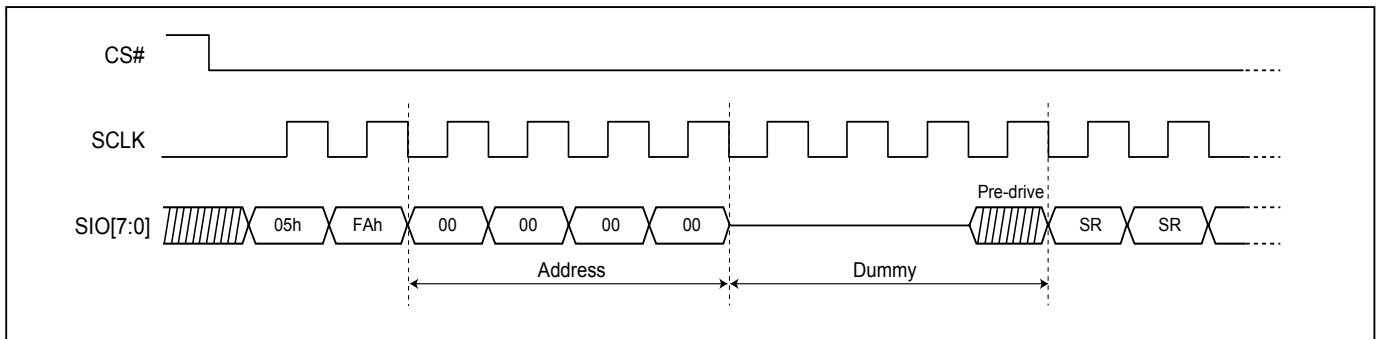 CS#
SCLK
Pre-drive
SIO[7:0] 05h FAh 00 00 00 00 SR SR
Address Dummy